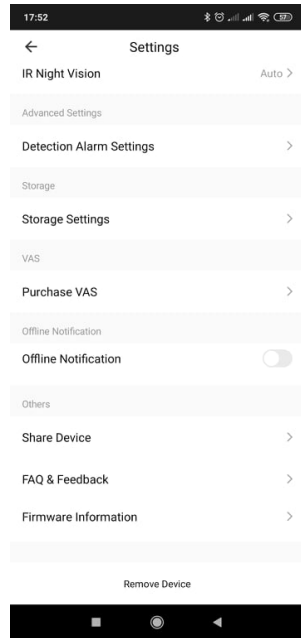 17:52
57
Settings
IR Night Vision
Auto
Advanced Settings
Detection Alarm Settings
Storage
Storage Settings
VAS
Purchase VAS
Offline Notification
Offline Notification
Others
Share Device
FAQ & Feedback
Firmware Information
Remove Device